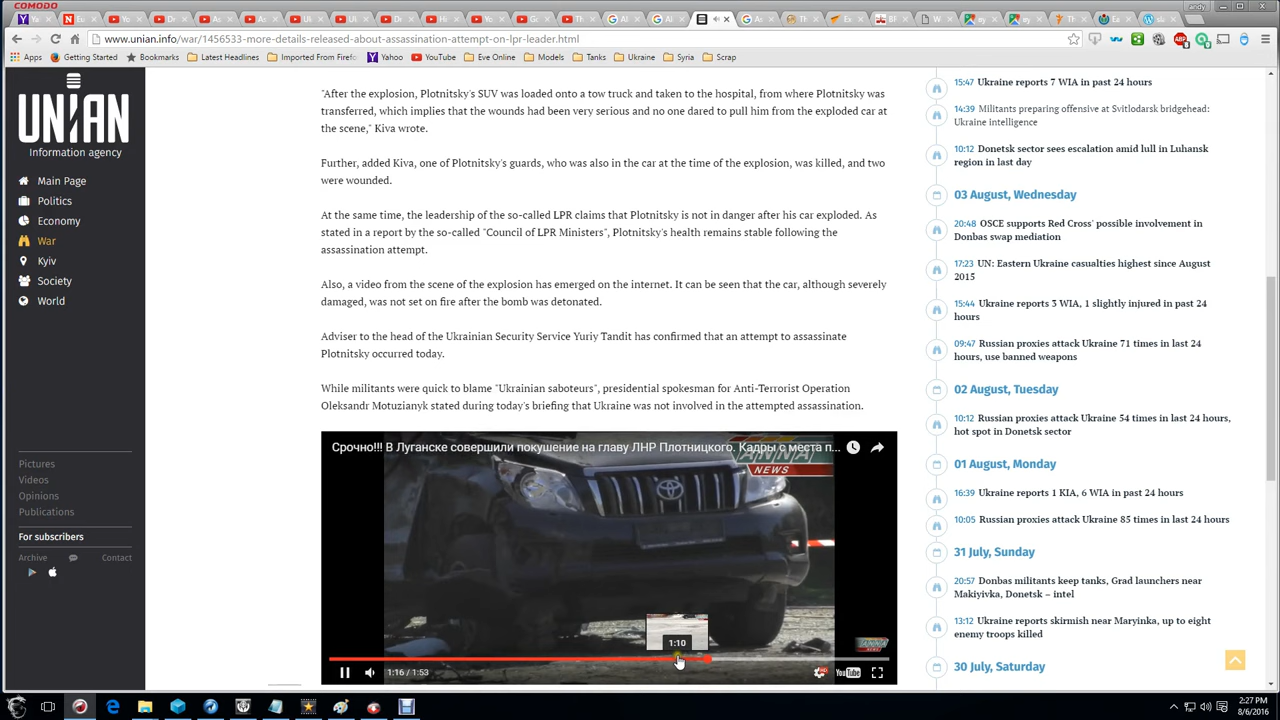 COMODO
andy
www.unian.info/war/1456533-more-details-released-about-assassination-attempt-on-lpr-leader.html
Apps Getting Started Latest Headlines Bookmarks Imported From Firefo Yahoo YouTube Eve Online Models Tanks Ukraine Syria Scrap
UNIAN
Information agency
Main Page
Politics
Economy
War
Kyiv
Society
World
Pictures
Videos
Opinions
Publications
For subscribers
Archive Contact
"After the explosion, Plotnitsky's SUV was loaded onto a tow truck and taken to the hospital, from where Plotnitsky was
transferred, which implies that the wounds had been very serious and no one dared to pull him from the exploded car at
the scene," Kiva wrote.
Further, added Kiva, one of Plotnitsky's guards, who was also in the car at the time of the explosion, was killed, and two
were wounded.
At the same time, the leadership of the so-called LPR claims that Plotnitsky is not in danger after his car exploded. As
stated in a report by the so-called "Council of LPR Ministers", Plotnitsky's health remains stable following the
assassination attempt.
Also, a video from the scene of the explosion has emerged on the internet. It can be seen that the car, although severely
damaged, was not set on fire after the bomb was detonated.
Adviser to the head of the Ukrainian Security Service Yuriy Tandit has confirmed that an attempt to assassinate
Plotnitsky occurred today.
While militants were quick to blame "Ukrainian saboteurs", presidential spokesman for Anti-Terrorist Operation
Oleksandr Motuzianyk stated during today's briefing that Ukraine was not involved in the attempted assassination.
Срочно!!! В Луганске совершили покушение на главу ЛНР Плотницкого. Кадры с места п...
ANNA
NEWS
1:10
ANNA
1:16 / 1:53
YouTube
15:47 Ukraine reports 7 WIA in past 24 hours
14:39 Militants preparing offensive at Svitlodarsk bridgehead:
Ukraine intelligence
10:12 Donetsk sector sees escalation amid lull in Luhansk
region in last day
03 August, Wednesday
20:48 OSCE supports Red Cross' possible involvement in
Donbas swap mediation
17:23 UN: Eastern Ukraine casualties highest since August
2015
15:44 Ukraine reports 3 WIA, 1 slightly injured in past 24
hours
09:47 Russian proxies attack Ukraine 71 times in last 24
hours, use banned weapons
02 August, Tuesday
10:12 Russian proxies attack Ukraine 54 times in last 24 hours,
hot spot in Donetsk sector
01 August, Monday
16:39 Ukraine reports 1 KIA, 6 WIA in past 24 hours
10:05 Russian proxies attack Ukraine 85 times in last 24 hours
31 July, Sunday
20:57 Donbas militants keep tanks, Grad launchers near
Makiyivka, Donetsk – intel
13:12 Ukraine reports skirmish near Maryinka, up to eight
enemy troops killed
30 July, Saturday
2:27 PM
8/6/2016